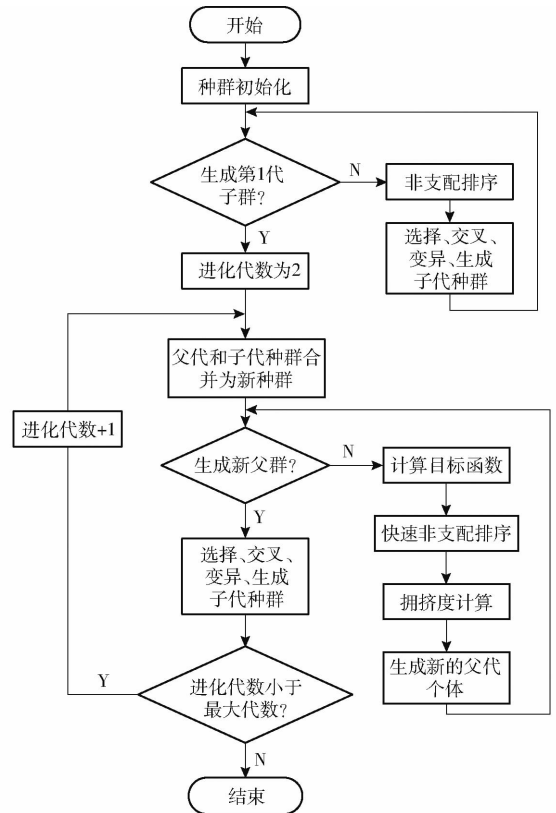 开始
种群初始化
生成第1代
子群?
N
非支配排序
选择、交叉、
变异、生成
子代种群
Y
进化代数为2
父代和子代种群合
并为新种群
进化代数+1
生成新父群?
N
计算目标函数
Y
快速非支配排序
选择、交叉、
变异、生成
子代种群
拥挤度计算
生成新的父代
个体
Y
进化代数小于
最大代数?
N
结束